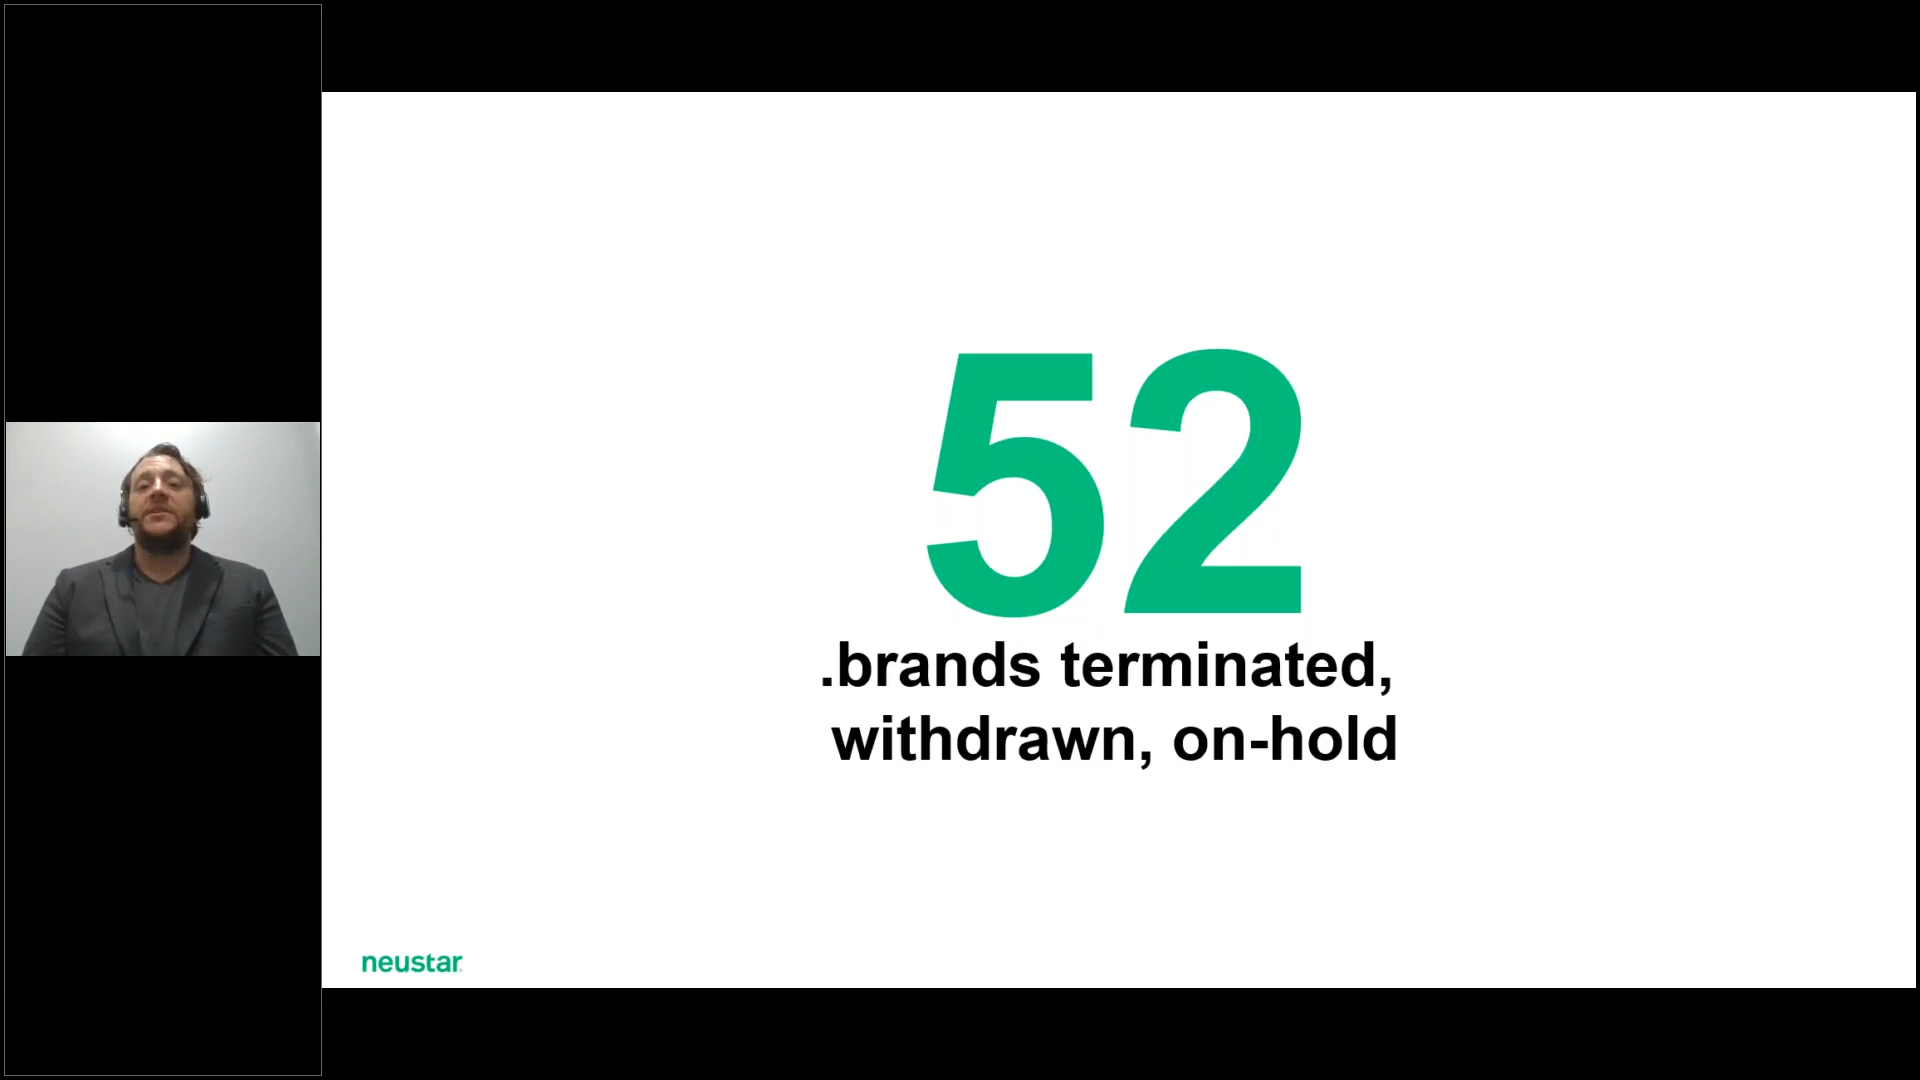 52
.brands terminated,
withdrawn, on-hold
neustar